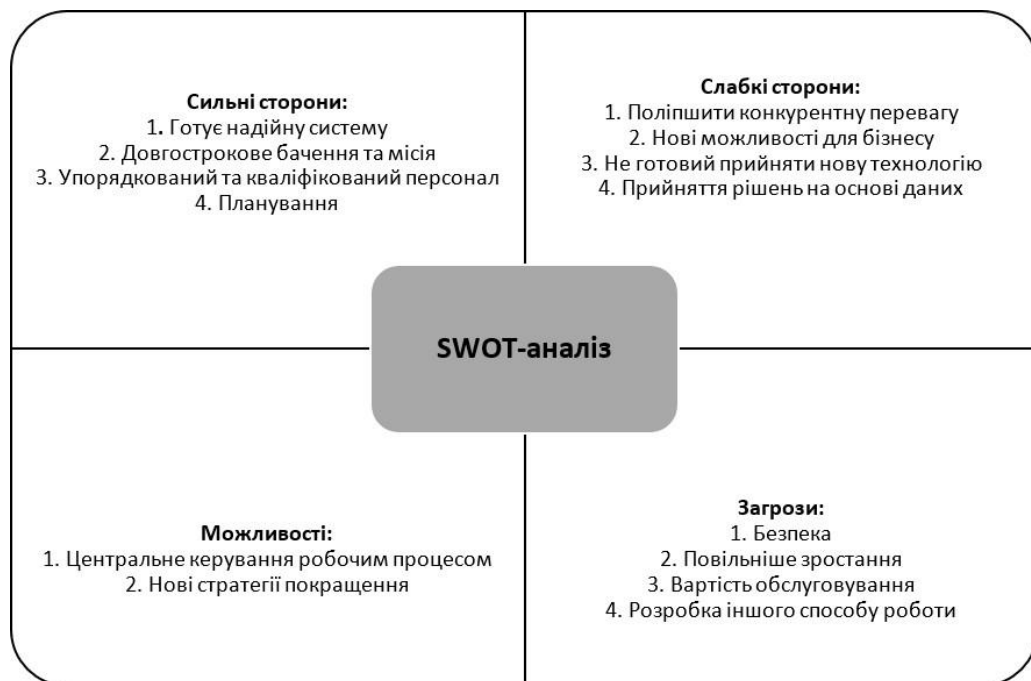 Сильні сторони:
1. Готує надійну систему
2. Довгострокове бачення та місія
3. Упорядкований та кваліфікований персонал
4. Планування
Слабкі сторони:
1. Поліпшити конкурентну перевагу
2. Нові можливості для бізнесу
3. Не готовий прийняти нову технологію
4. Прийняття рішень на основі даних
SWOT-аналіз
Можливості:
1. Центральне керування робочим процесом
2. Нові стратегії покращення
Загрози:
1. Безпека
2. Повільніше зростання
3. Вартість обслуговування
4. Розробка іншого способу роботи